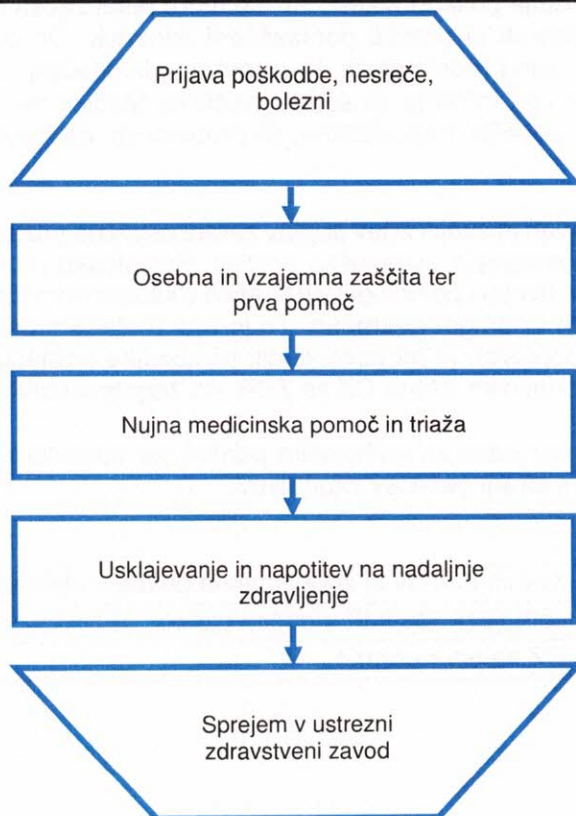 Prijava poškodbe, nesreče,
bolezni
Osebna in vzajemna zaščita ter
prva pomoč
Nujna medicinska pomoč in triaža
Usklajevanje in napotitev na nadaljnje
zdravljenje
Sprejem v ustrezni
zdravstveni zavod